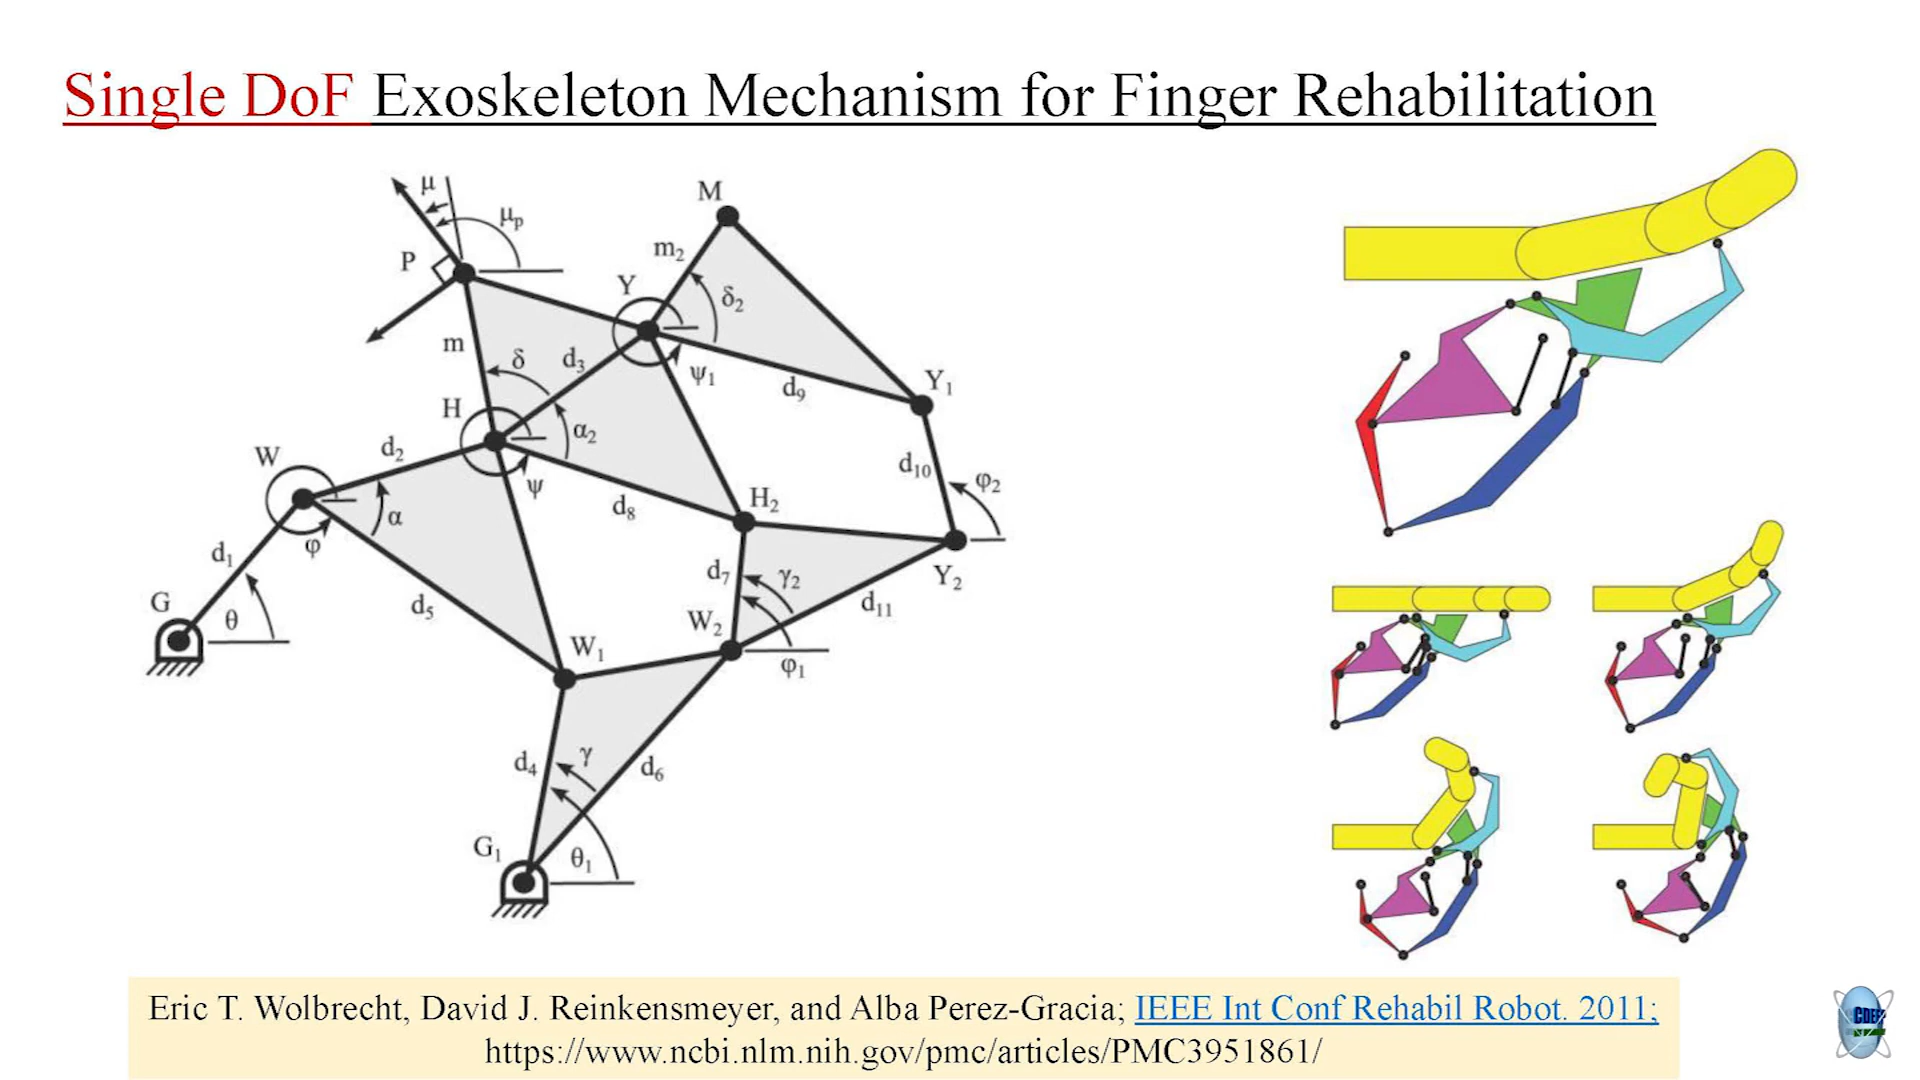 Single DoF Exoskeleton Mechanism for Finger Rehabilitation
μ
M
μp
P
m2
Y
δ2
m
δ
d3
ψ1
d9
Y1
H
α2
W
d2
ψ
d10
φ2
d8
H2
α
φ
d1
d7
γ2
Y2
G
θ
d5
W2
d11
W1
φ1
d4
γ
d6
G1
θ1
Eric T. Wolbrecht, David J. Reinkensmeyer, and Alba Perez-Gracia; IEEE Int Conf Rehabil Robot. 2011;
https://www.ncbi.nlm.nih.gov/pmc/articles/PMC3951861/